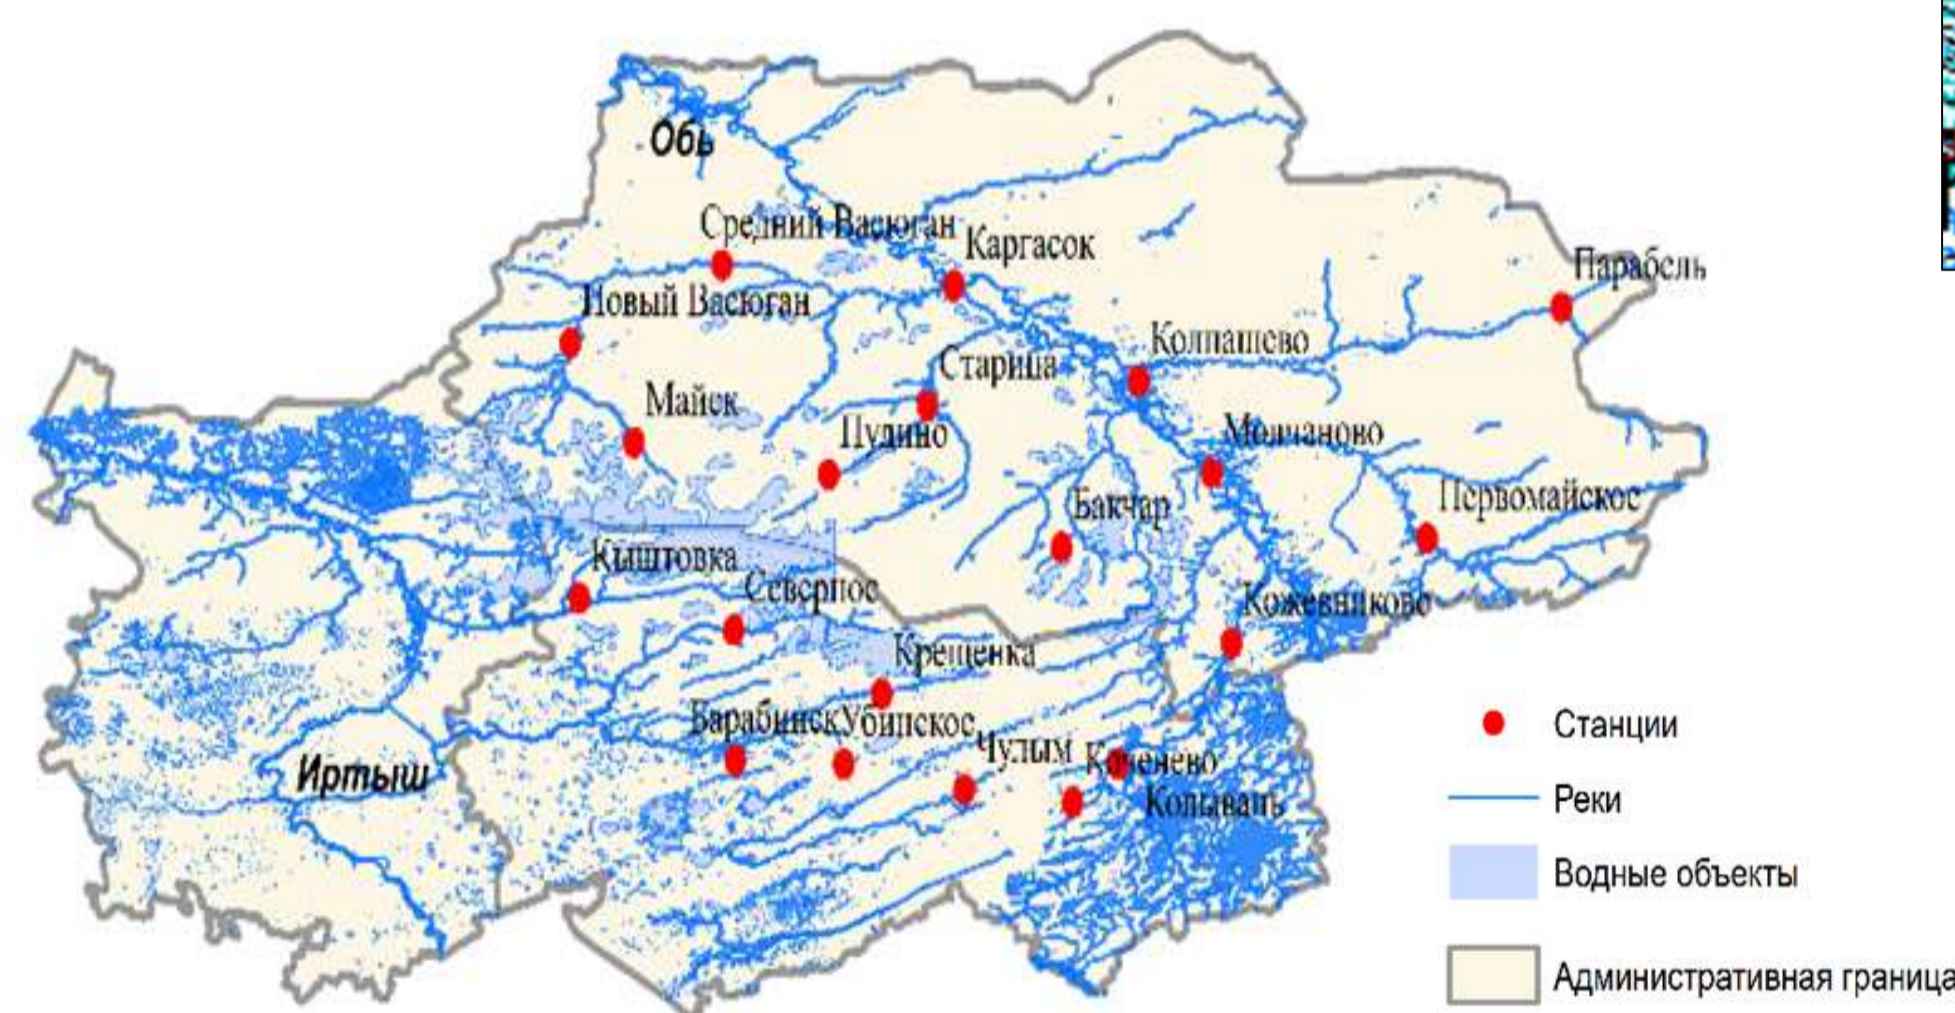 Обь
Средний Васюган
Каргасок
Парабель
Новый Васюган
Колпашево
Старица
Майск
Пудино
Молчаново
Первомайское
Бакчар
Кыштовка
Северное
Кожевниково
Крещенка
Барабинск
Убинское
Чулым
Коченево
Иртыш
Колывань
Станции
Реки
Водные объекты
Административная граница